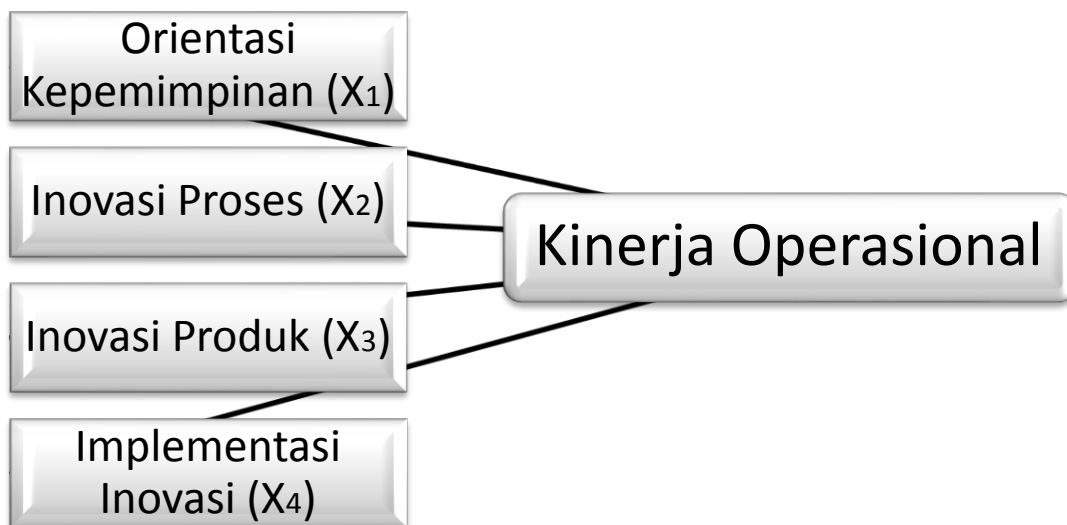 Orientasi
Kepemimpinan (X1)
Inovasi Proses (X2)
Kinerja Operasional
Inovasi Produk (X3)
Implementasi
Inovasi (X4)